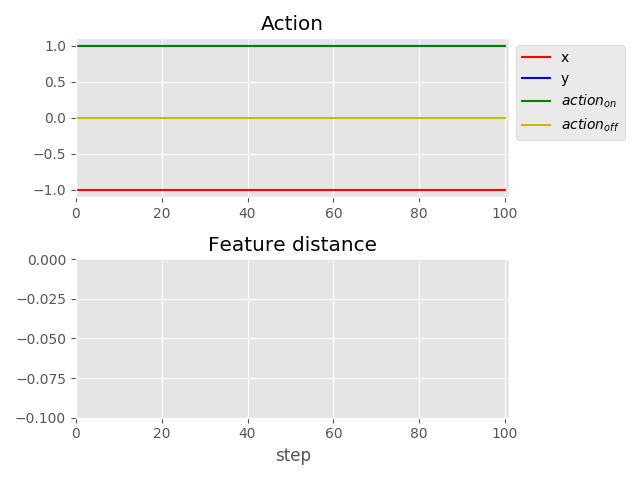 Action
1.0
0.5
0.0
−0.5
−1.0
0 20 40 60 80 100
x
y
action_on
action_off
Feature distance
0.000
−0.025
−0.050
−0.075
−0.100
0 20 40 60 80 100
step